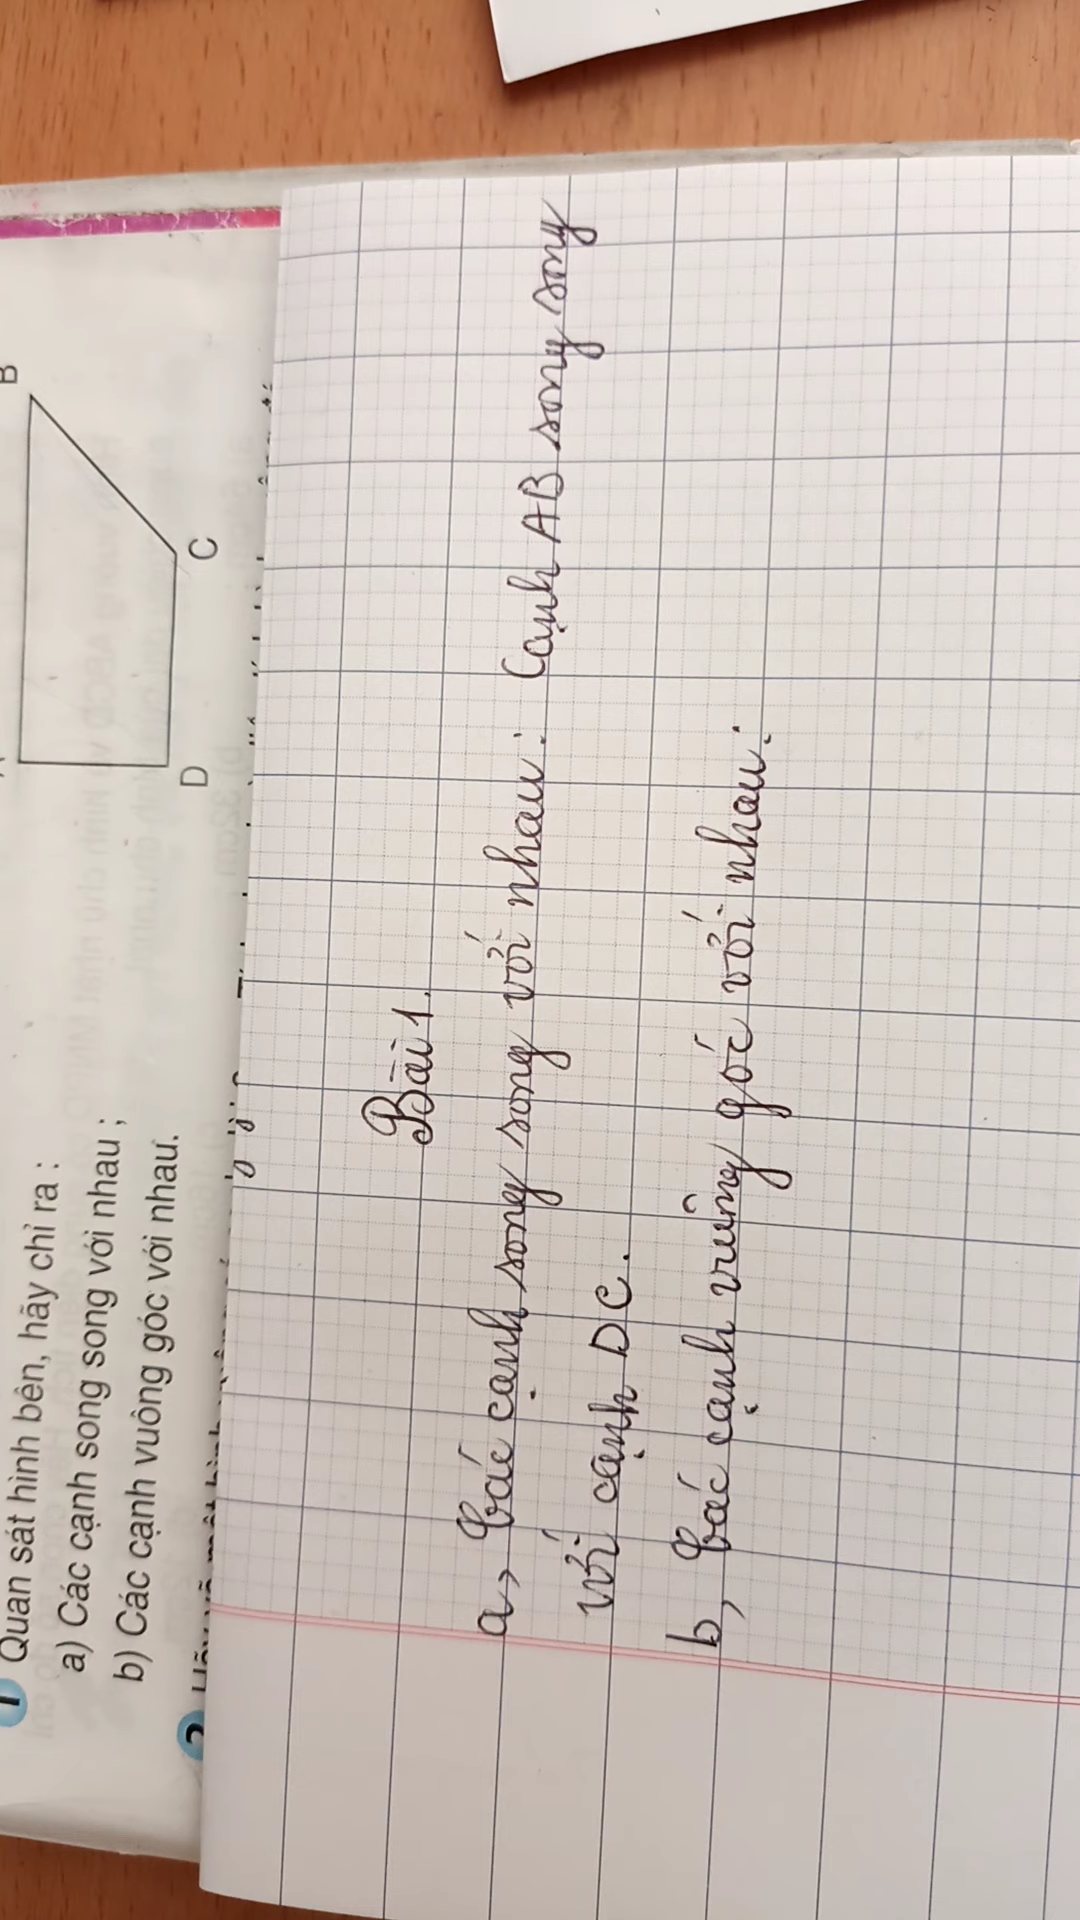 1 Quan sát hình bên, hãy chỉ ra :
a) Các cạnh song song với nhau ;
b) Các cạnh vuông góc với nhau.
B
D
C
2
Bài 1.
a, Các cạnh song song với nhau: Cạnh AB song song
với cạnh DC.
b, Các cạnh vuông góc với nhau: